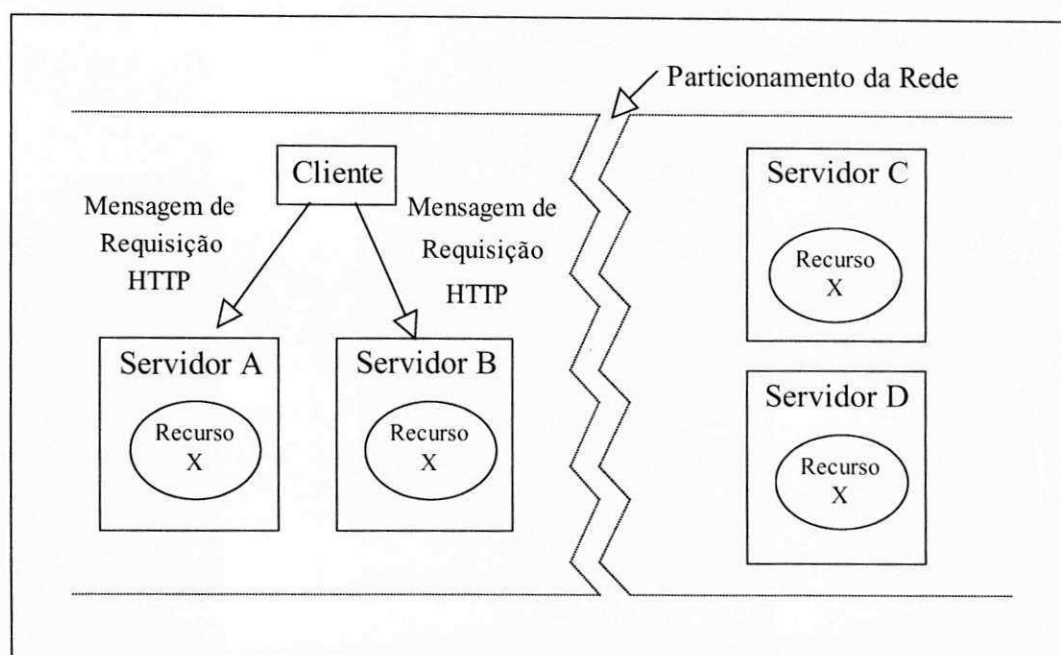 Particionamento da Rede
Cliente
Mensagem de
Requisição
HTTP
Mensagem de
Requisição
HTTP
Servidor A
Recurso
X
Servidor B
Recurso
X
Servidor C
Recurso
X
Servidor D
Recurso
X